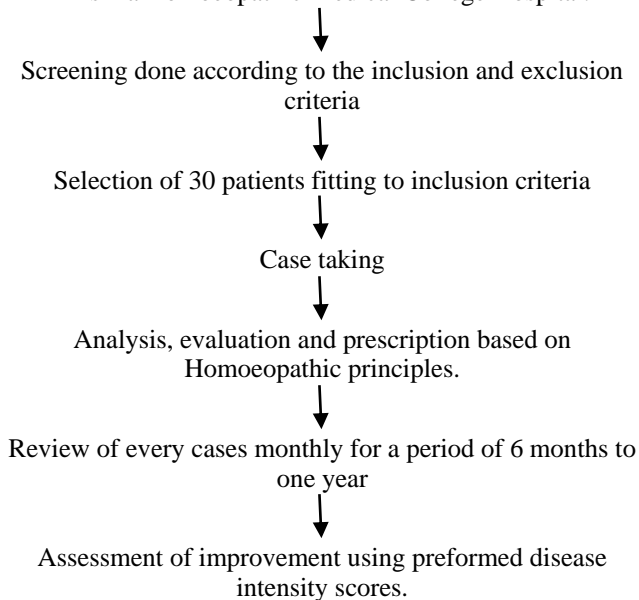 Screening done according to the inclusion and exclusion
criteria
Selection of 30 patients fitting to inclusion criteria
Case taking
Analysis, evaluation and prescription based on
Homoeopathic principles.
Review of every cases monthly for a period of 6 months to
one year
Assessment of improvement using preformed disease
intensity scores.